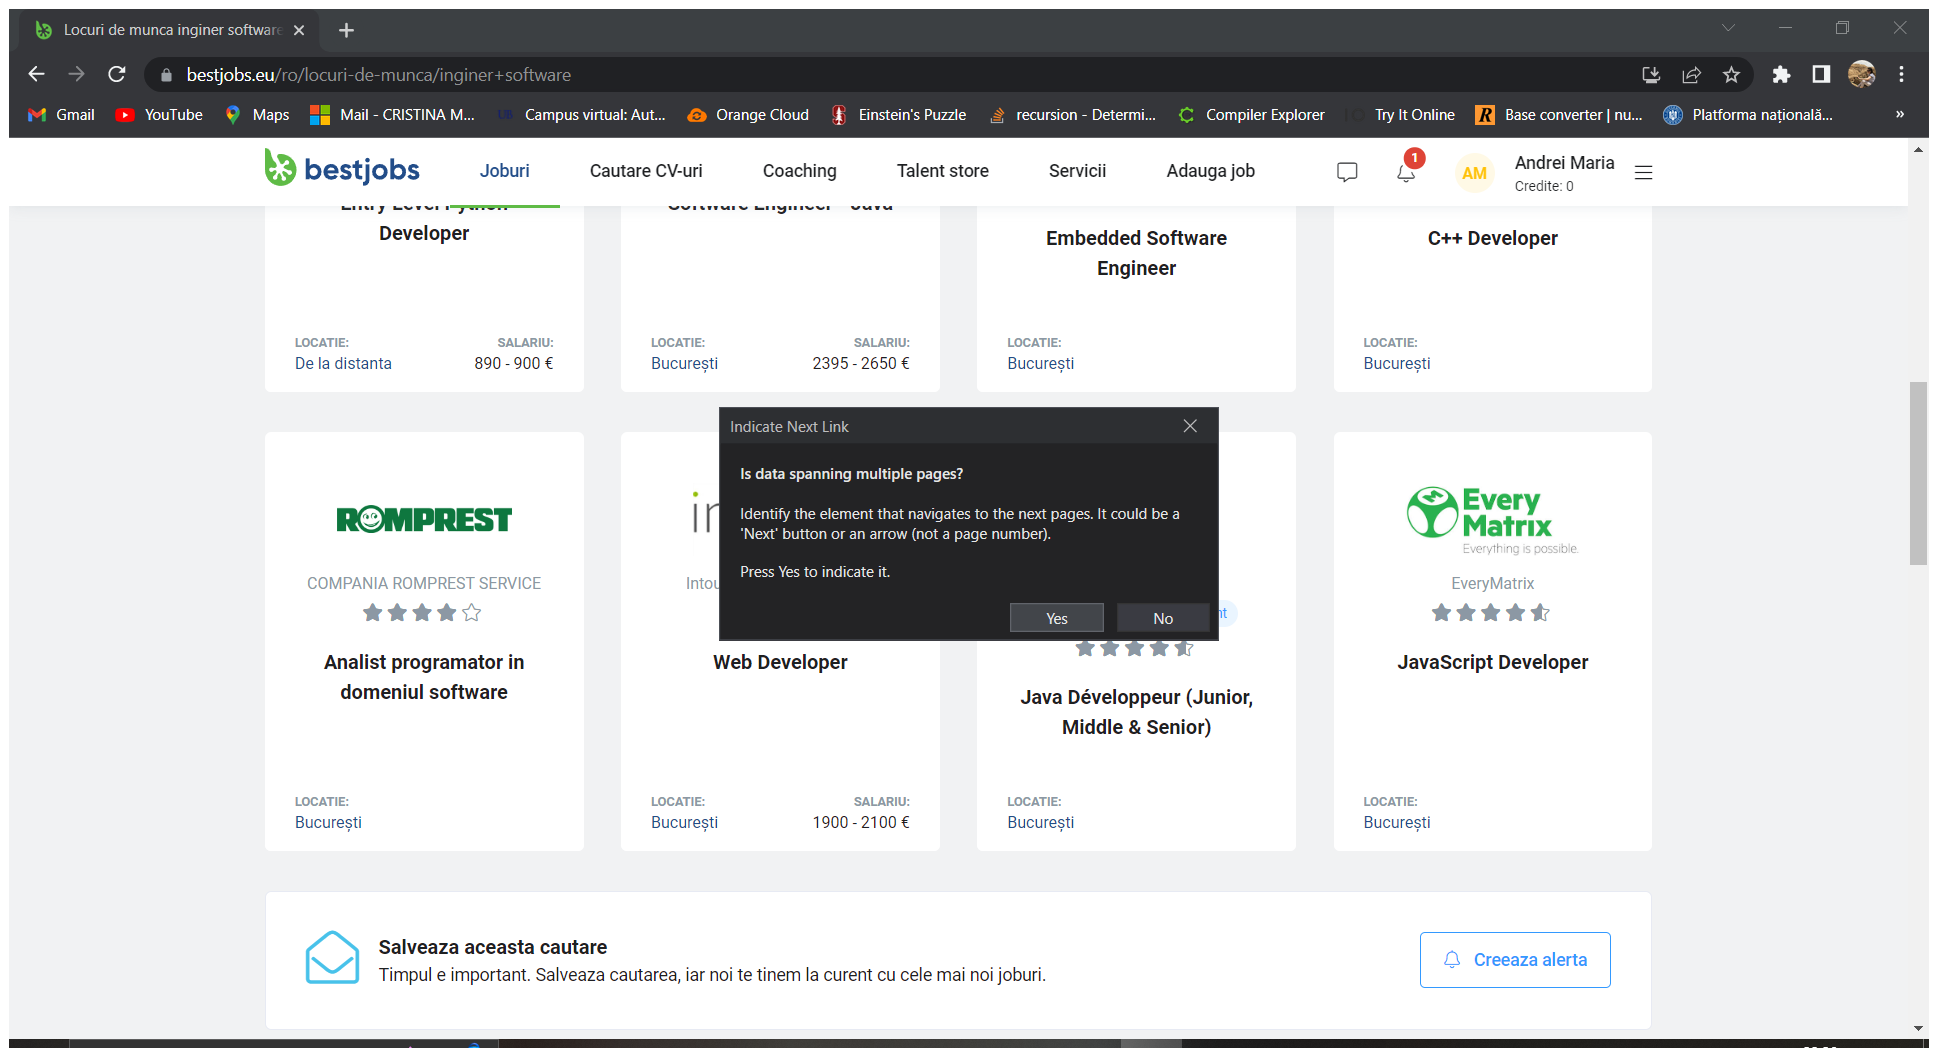 Locuri de munca inginer software
bestjobs.eu/ro/locuri-de-munca/inginer+software
Gmail
YouTube
Maps
Mail - CRISTINA M...
Campus virtual: Aut...
Orange Cloud
Einstein's Puzzle
recursion - Determi...
Compiler Explorer
Try It Online
Base converter | nu...
Platforma națională...
»
bestjobs
Joburi
Cautare CV-uri
Coaching
Talent store
Servicii
Adauga job
1
AM
Andrei Maria
Credite: 0
Entry Level Python
Developer
Software Engineer - Java
Embedded Software
Engineer
C++ Developer
LOCATIE:
SALARIU:
De la distanta
890 - 900 €
LOCATIE:
SALARIU:
București
2395 - 2650 €
LOCATIE:
București
LOCATIE:
București
Indicate Next Link
Is data spanning multiple pages?
Identify the element that navigates to the next pages. It could be a
'Next' button or an arrow (not a page number).
Press Yes to indicate it.
Yes
No
ROMPREST
COMPANIA ROMPREST SERVICE
Analist programator in
domeniul software
LOCATIE:
București
Intou
Web Developer
LOCATIE:
SALARIU:
București
1900 - 2100 €
nt
Java Développeur (Junior,
Middle & Senior)
LOCATIE:
București
Every
Matrix
Everything is possible.
EveryMatrix
JavaScript Developer
LOCATIE:
București
Salveaza aceasta cautare
Timpul e important. Salveaza cautarea, iar noi te tinem la curent cu cele mai noi joburi.
Creeaza alerta